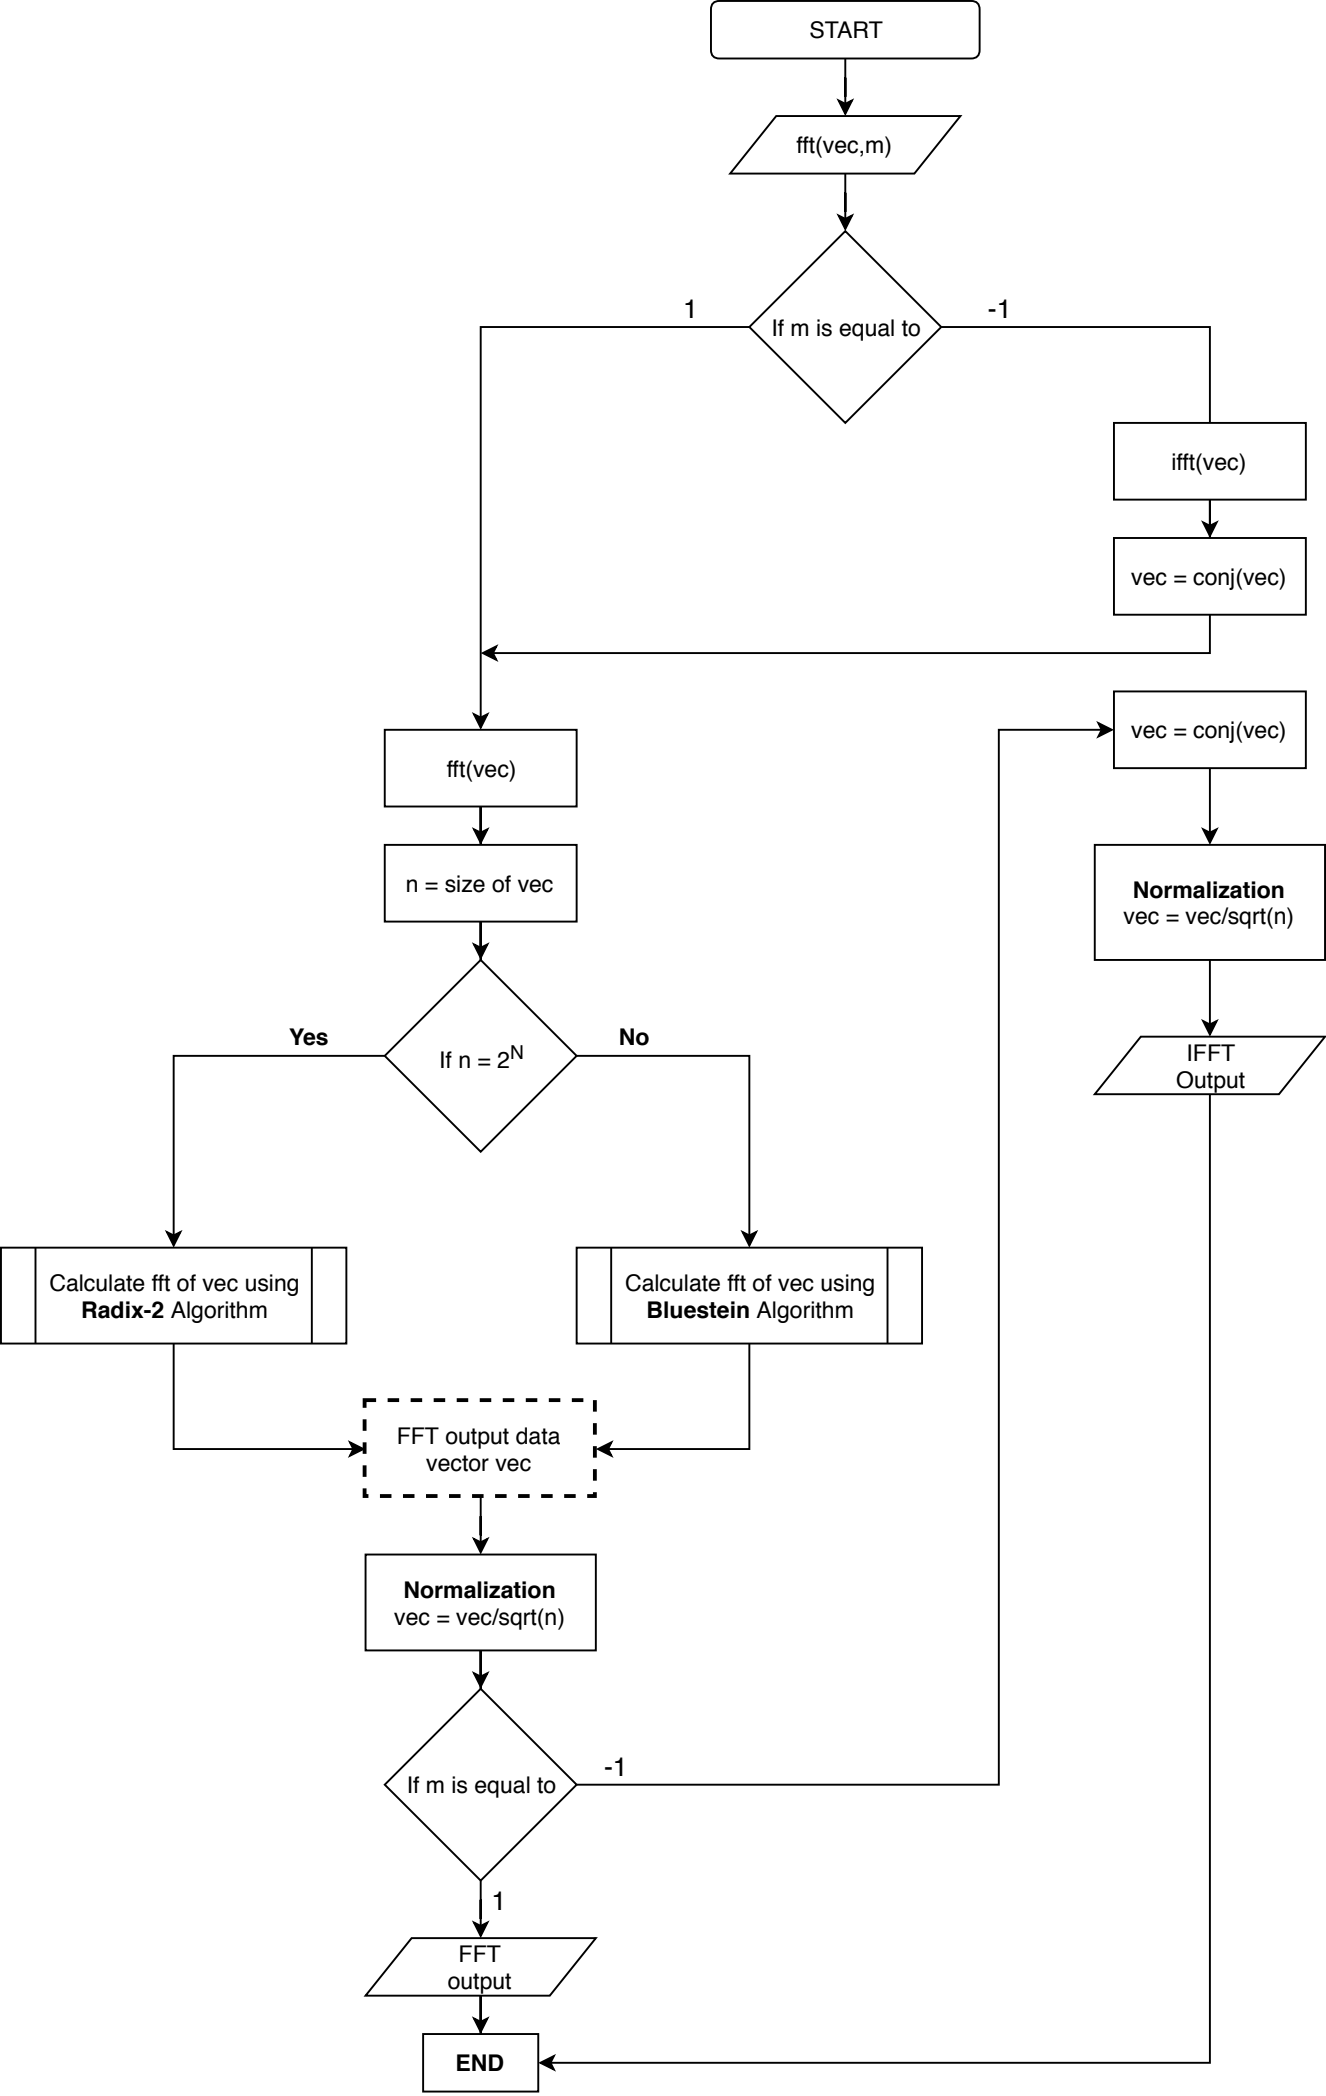 START
fft(vec,m)
1
If m is equal to
-1
ifft(vec)
vec = conj(vec)
fft(vec)
vec = conj(vec)
n = size of vec
Normalization
vec = vec/sqrt(n)
Yes
If n = 2^N
No
IFFT
Output
Calculate fft of vec using
Radix-2 Algorithm
Calculate fft of vec using
Bluestein Algorithm
FFT output data
vector vec
Normalization
vec = vec/sqrt(n)
If m is equal to
-1
1
FFT
output
END